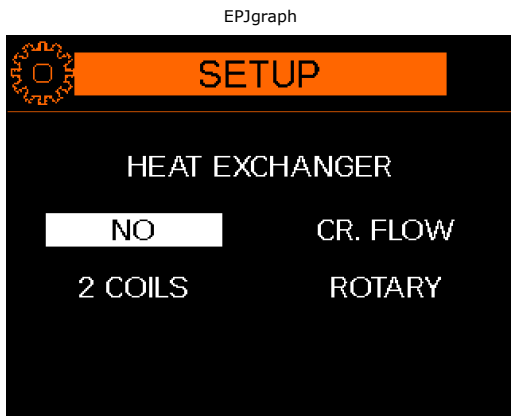 EPJgraph
SETUP
HEAT EXCHANGER
NO CR. FLOW
2 COILS ROTARY